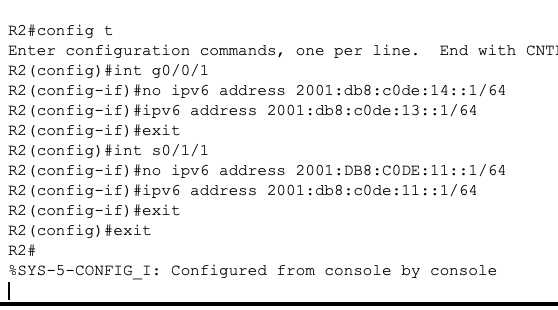 R2#config t
Enter configuration commands, one per line.  End with CNT
R2(config)#int g0/0/1
R2(config-if)#no ipv6 address 2001:db8:c0de:14::1/64
R2(config-if)#ipv6 address 2001:db8:c0de:13::1/64
R2(config-if)#exit
R2(config)#int s0/1/1
R2(config-if)#no ipv6 address 2001:DB8:C0DE:11::1/64
R2(config-if)#ipv6 address 2001:db8:c0de:11::1/64
R2(config-if)#exit
R2(config)#exit
R2#
%SYS-5-CONFIG_I: Configured from console by console